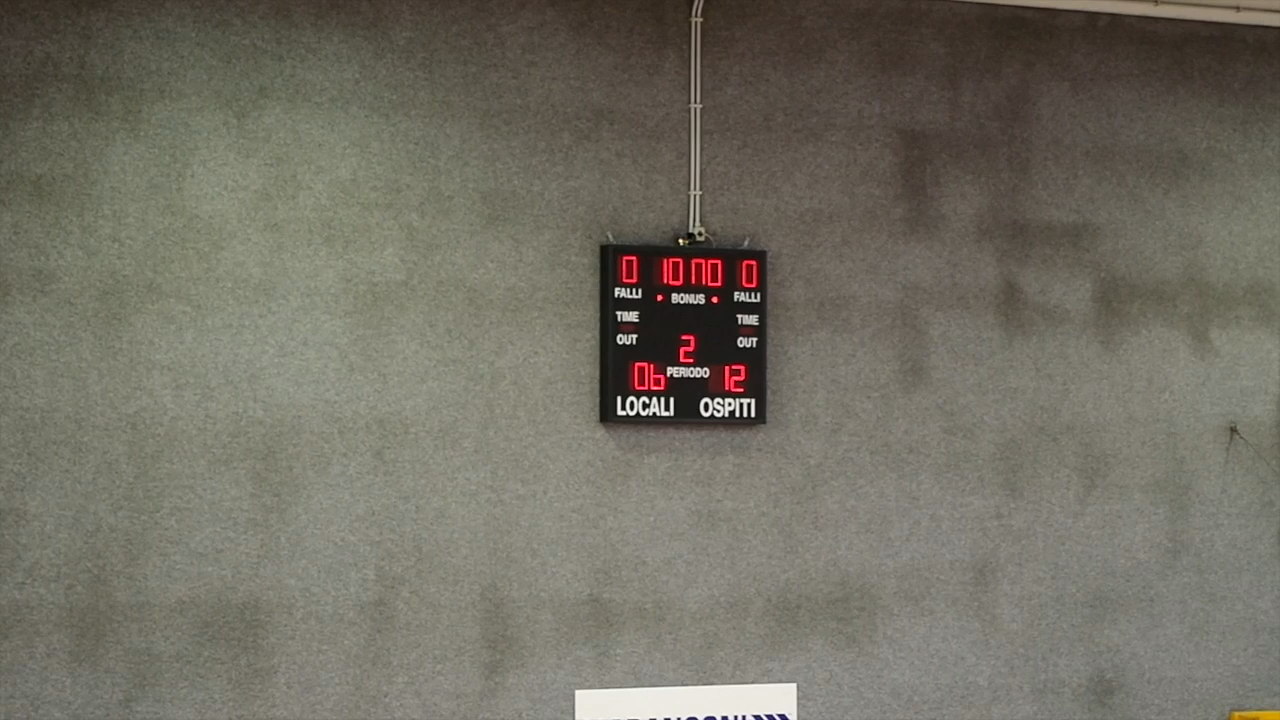 0 10 00 0
FALLI BONUS FALLI
TIME TIME
OUT OUT
2
06 PERIODO 12
LOCALI OSPITI